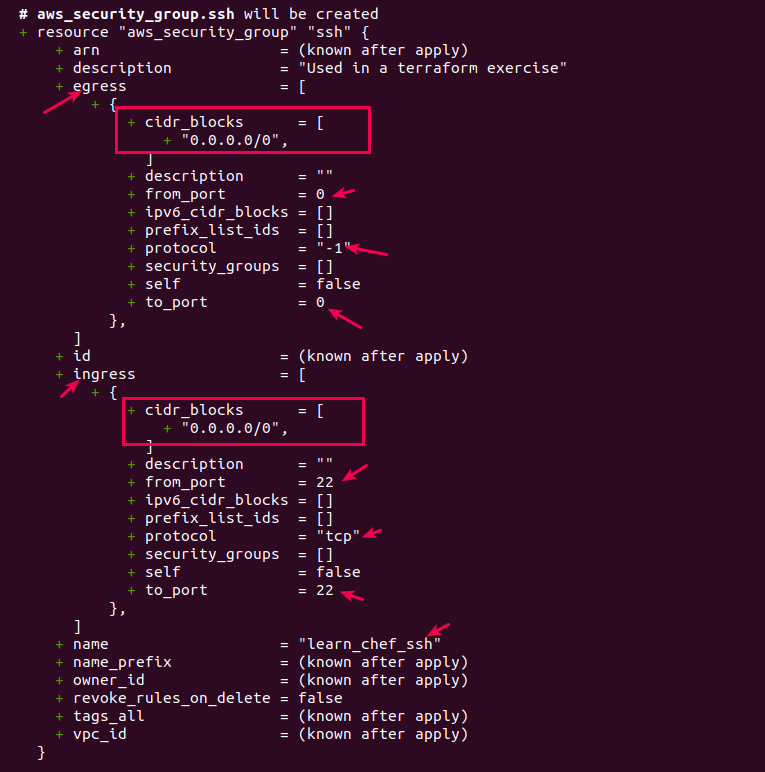 # aws_security_group.ssh will be created
+ resource "aws_security_group" "ssh" {
+ arn = (known after apply)
+ description = "Used in a terraform exercise"
+ egress = [
+ {
+ cidr_blocks = [
+ "0.0.0.0/0",
]
+ description = ""
+ from_port = 0
+ ipv6_cidr_blocks = []
+ prefix_list_ids = []
+ protocol = "-1"
+ security_groups = []
+ self = false
+ to_port = 0
},
]
+ id = (known after apply)
+ ingress = [
+ {
+ cidr_blocks = [
+ "0.0.0.0/0",
]
+ description = ""
+ from_port = 22
+ ipv6_cidr_blocks = []
+ prefix_list_ids = []
+ protocol = "tcp"
+ security_groups = []
+ self = false
+ to_port = 22
},
]
+ name = "learn_chef_ssh"
+ name_prefix = (known after apply)
+ owner_id = (known after apply)
+ revoke_rules_on_delete = false
+ tags_all = (known after apply)
+ vpc_id = (known after apply)
}